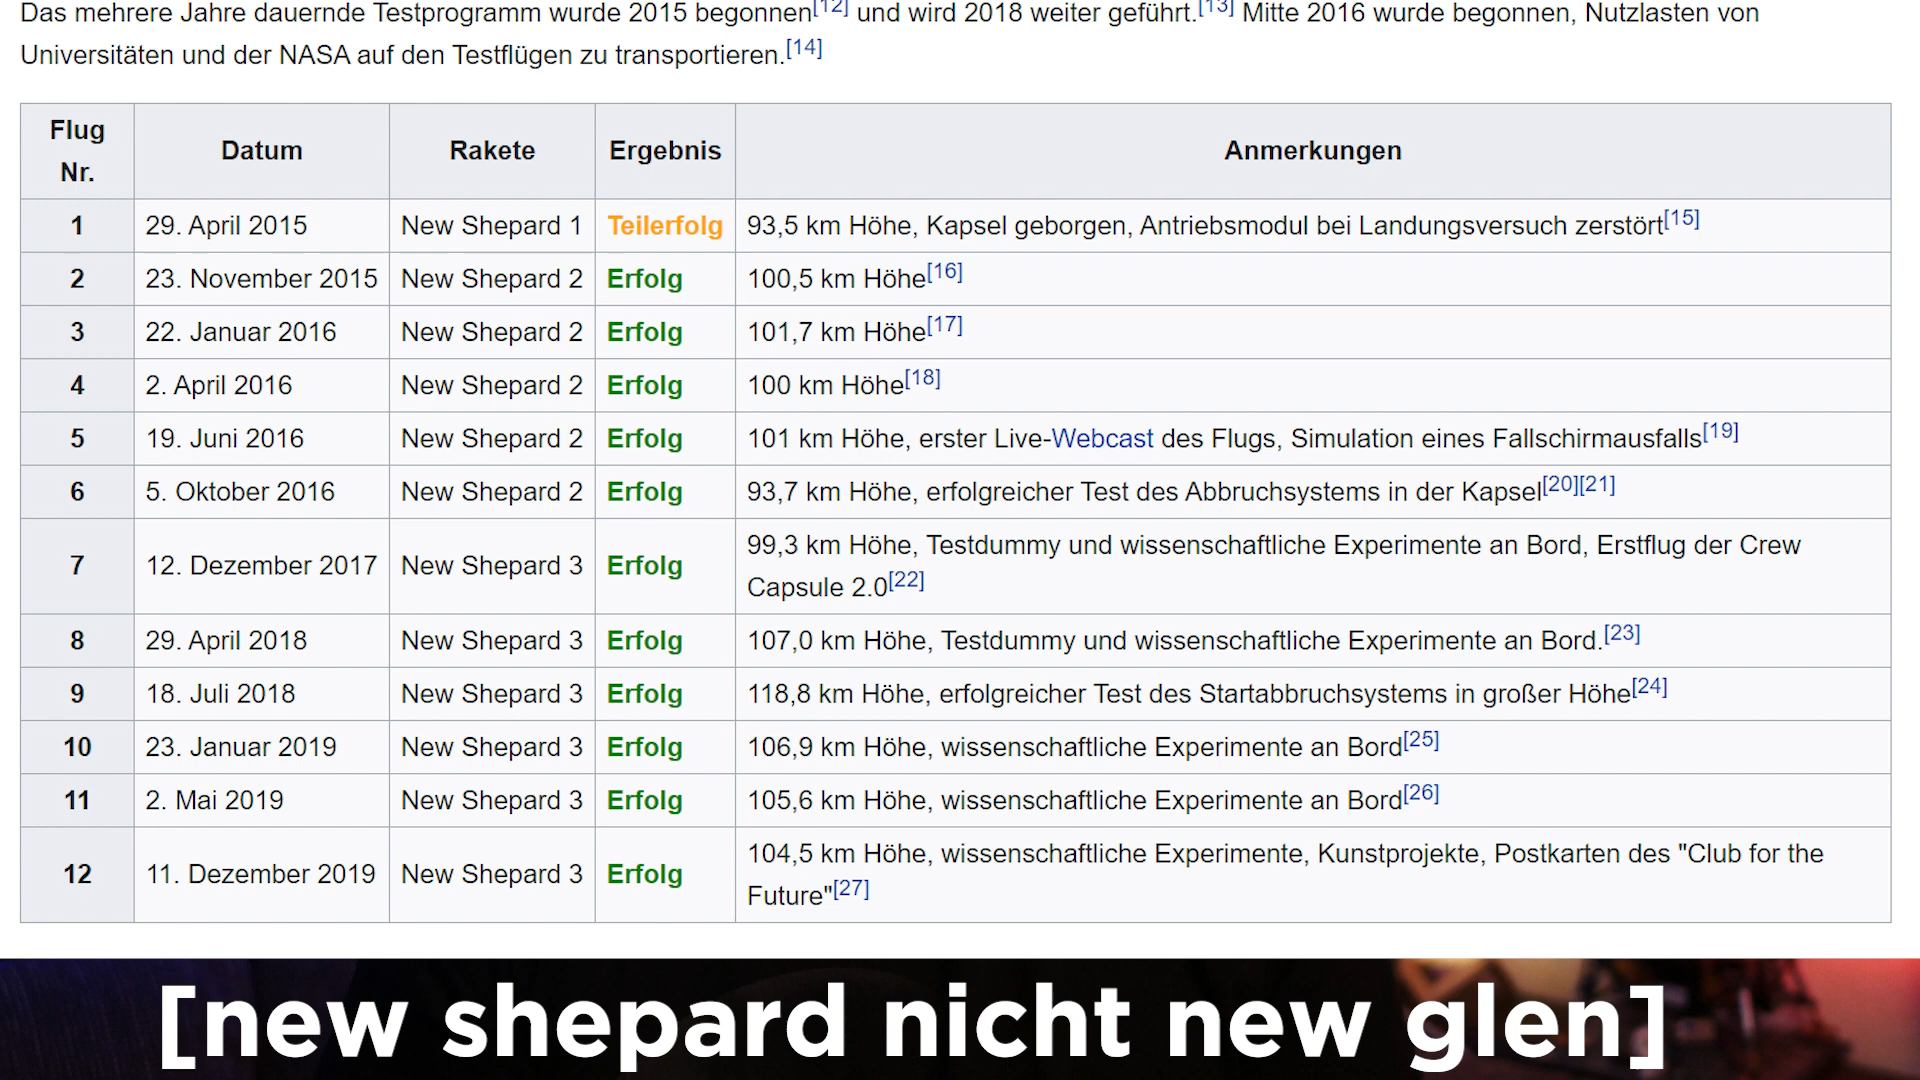 Das mehrere Jahre dauernde Testprogramm wurde 2015 begonnen[12] und wird 2018 weiter geführt.[13] Mitte 2016 wurde begonnen, Nutzlasten von
Universitäten und der NASA auf den Testflügen zu transportieren.[14]
Flug Nr. Datum Rakete Ergebnis Anmerkungen
1 29. April 2015 New Shepard 1 Teilerfolg 93,5 km Höhe, Kapsel geborgen, Antriebsmodul bei Landungsversuch zerstört[15]
2 23. November 2015 New Shepard 2 Erfolg 100,5 km Höhe[16]
3 22. Januar 2016 New Shepard 2 Erfolg 101,7 km Höhe[17]
4 2. April 2016 New Shepard 2 Erfolg 100 km Höhe[18]
5 19. Juni 2016 New Shepard 2 Erfolg 101 km Höhe, erster Live-Webcast des Flugs, Simulation eines Fallschirmausfalls[19]
6 5. Oktober 2016 New Shepard 2 Erfolg 93,7 km Höhe, erfolgreicher Test des Abbruchsystems in der Kapsel[20][21]
7 12. Dezember 2017 New Shepard 3 Erfolg 99,3 km Höhe, Testdummy und wissenschaftliche Experimente an Bord, Erstflug der Crew
Capsule 2.0[22]
8 29. April 2018 New Shepard 3 Erfolg 107,0 km Höhe, Testdummy und wissenschaftliche Experimente an Bord.[23]
9 18. Juli 2018 New Shepard 3 Erfolg 118,8 km Höhe, erfolgreicher Test des Startabbruchsystems in großer Höhe[24]
10 23. Januar 2019 New Shepard 3 Erfolg 106,9 km Höhe, wissenschaftliche Experimente an Bord[25]
11 2. Mai 2019 New Shepard 3 Erfolg 105,6 km Höhe, wissenschaftliche Experimente an Bord[26]
12 11. Dezember 2019 New Shepard 3 Erfolg 104,5 km Höhe, wissenschaftliche Experimente, Kunstprojekte, Postkarten des "Club for the
Future"[27]
[new shepard nicht new glen]